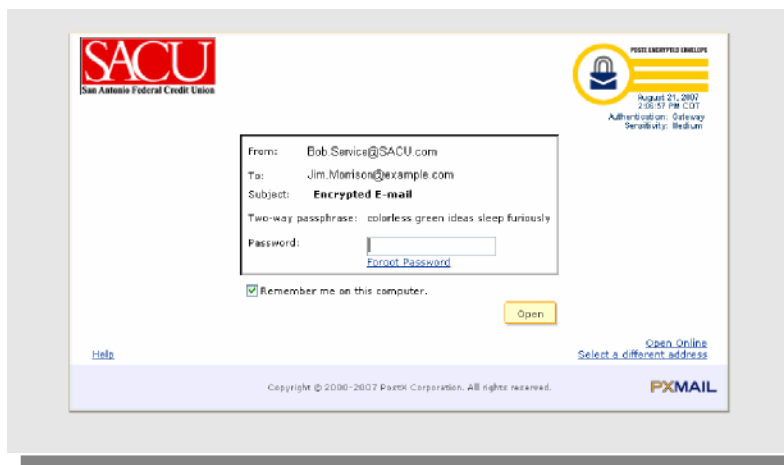 SACU
San Antonio Federal Credit Union
POSTX ENCRYPTED ENVELOPE
August 21, 2007
2:06:57 PM CDT
Authentication: Gateway
Sensitivity: Medium
From: Bob.Service@SACU.com
To: Jim.Morrison@example.com
Subject: Encrypted E-mail
Two-way passphrase: colorless green ideas sleep furiously
Password:
Forgot Password
Remember me on this computer.
Open
Open Online
Help
Select a different address
Copyright © 2000-2007 PostX Corporation. All rights reserved.
PXMAIL